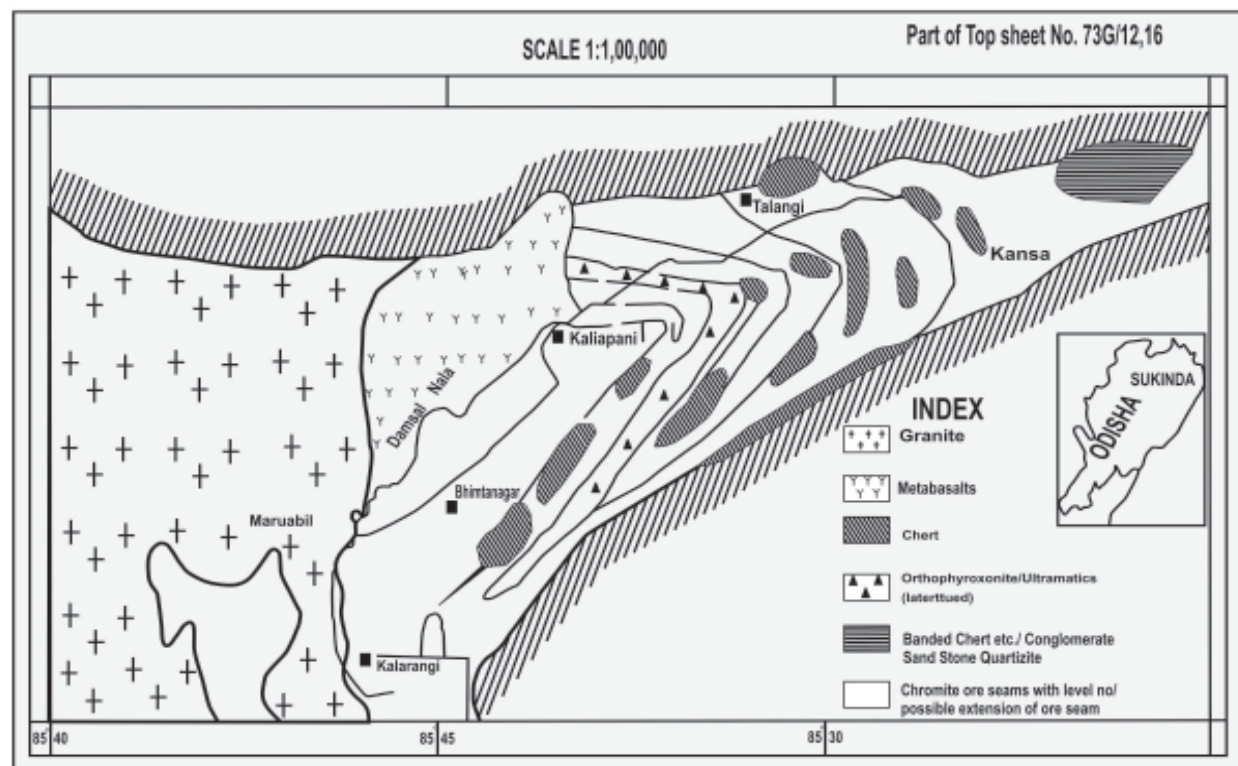 SCALE 1:1,00,000
Part of Top sheet No. 73G/12,16
Talangi
Kansa
Kaliapani
Damsal Nala
Bhimtanagar
Maruabil
Kalarangi
SUKINDA
ODISHA
INDEX
Granite
Metabasalts
Chert
Orthophyroxonite/Ultramatics
(laterttued)
Banded Chert etc./ Conglomerate
Sand Stone Quartizite
Chromite ore seams with level no/
possible extension of ore seam
85°40
85°45
85°30